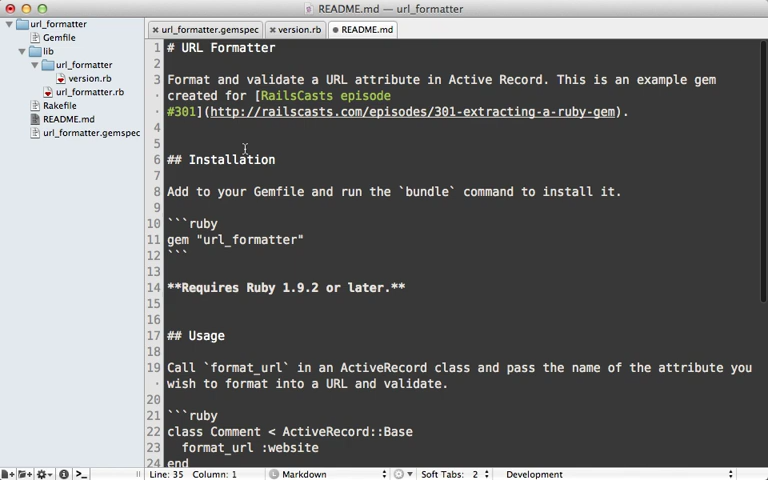 README.md — url_formatter
url_formatter
Gemfile
lib
url_formatter
version.rb
url_formatter.rb
Rakefile
README.md
url_formatter.gemspec
url_formatter.gemspec
version.rb
README.md
1 # URL Formatter
2
3 Format and validate a URL attribute in Active Record. This is an example gem
created for [RailsCasts episode
#301](http://railscasts.com/episodes/301-extracting-a-ruby-gem).
4
5
6 ## Installation
7
8 Add to your Gemfile and run the `bundle` command to install it.
9
10 ```ruby
11 gem "url_formatter"
12 ```
13
14 **Requires Ruby 1.9.2 or later.**
15
16
17 ## Usage
18
19 Call `format_url` in an ActiveRecord class and pass the name of the attribute you
wish to format into a URL and validate.
20
21 ```ruby
22 class Comment < ActiveRecord::Base
23   format_url :website
24 end
Line: 35 Column: 1 Markdown Soft Tabs: 2 Development